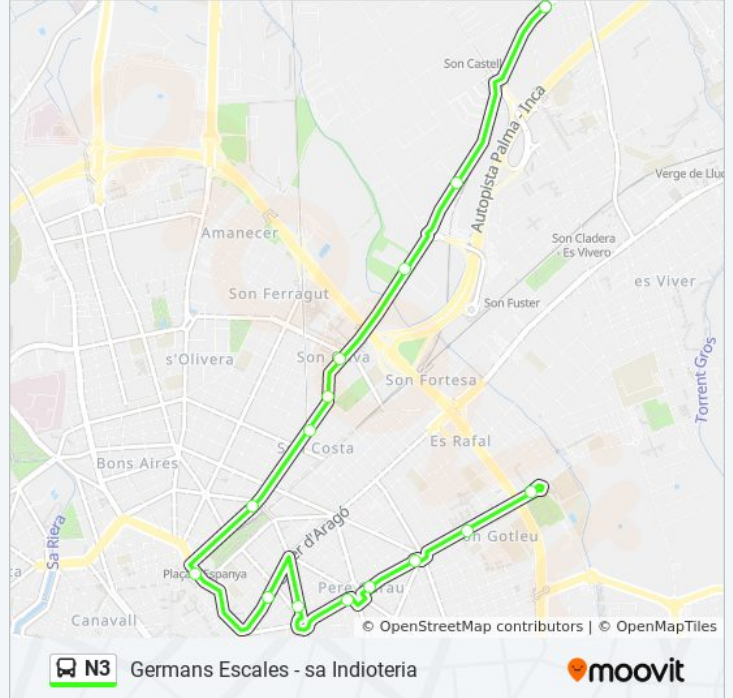 Son Castell
Autopista Palma - Inca
Verge de Lluc
Amanecer
Son Cladera
- Es Vivero
es Viver
Son Ferragut
Son Fuster
Torrent Gros
s'Olivera
Son
Son Fortesa
Es Rafal
Costa
Bons Aires
d'Aragó
Sa Riera
Gotleu
Espanya
Pere
Canavall
© OpenStreetMap contributors | © OpenMapTiles
N3 Germans Escales - sa Indioteria
moovit